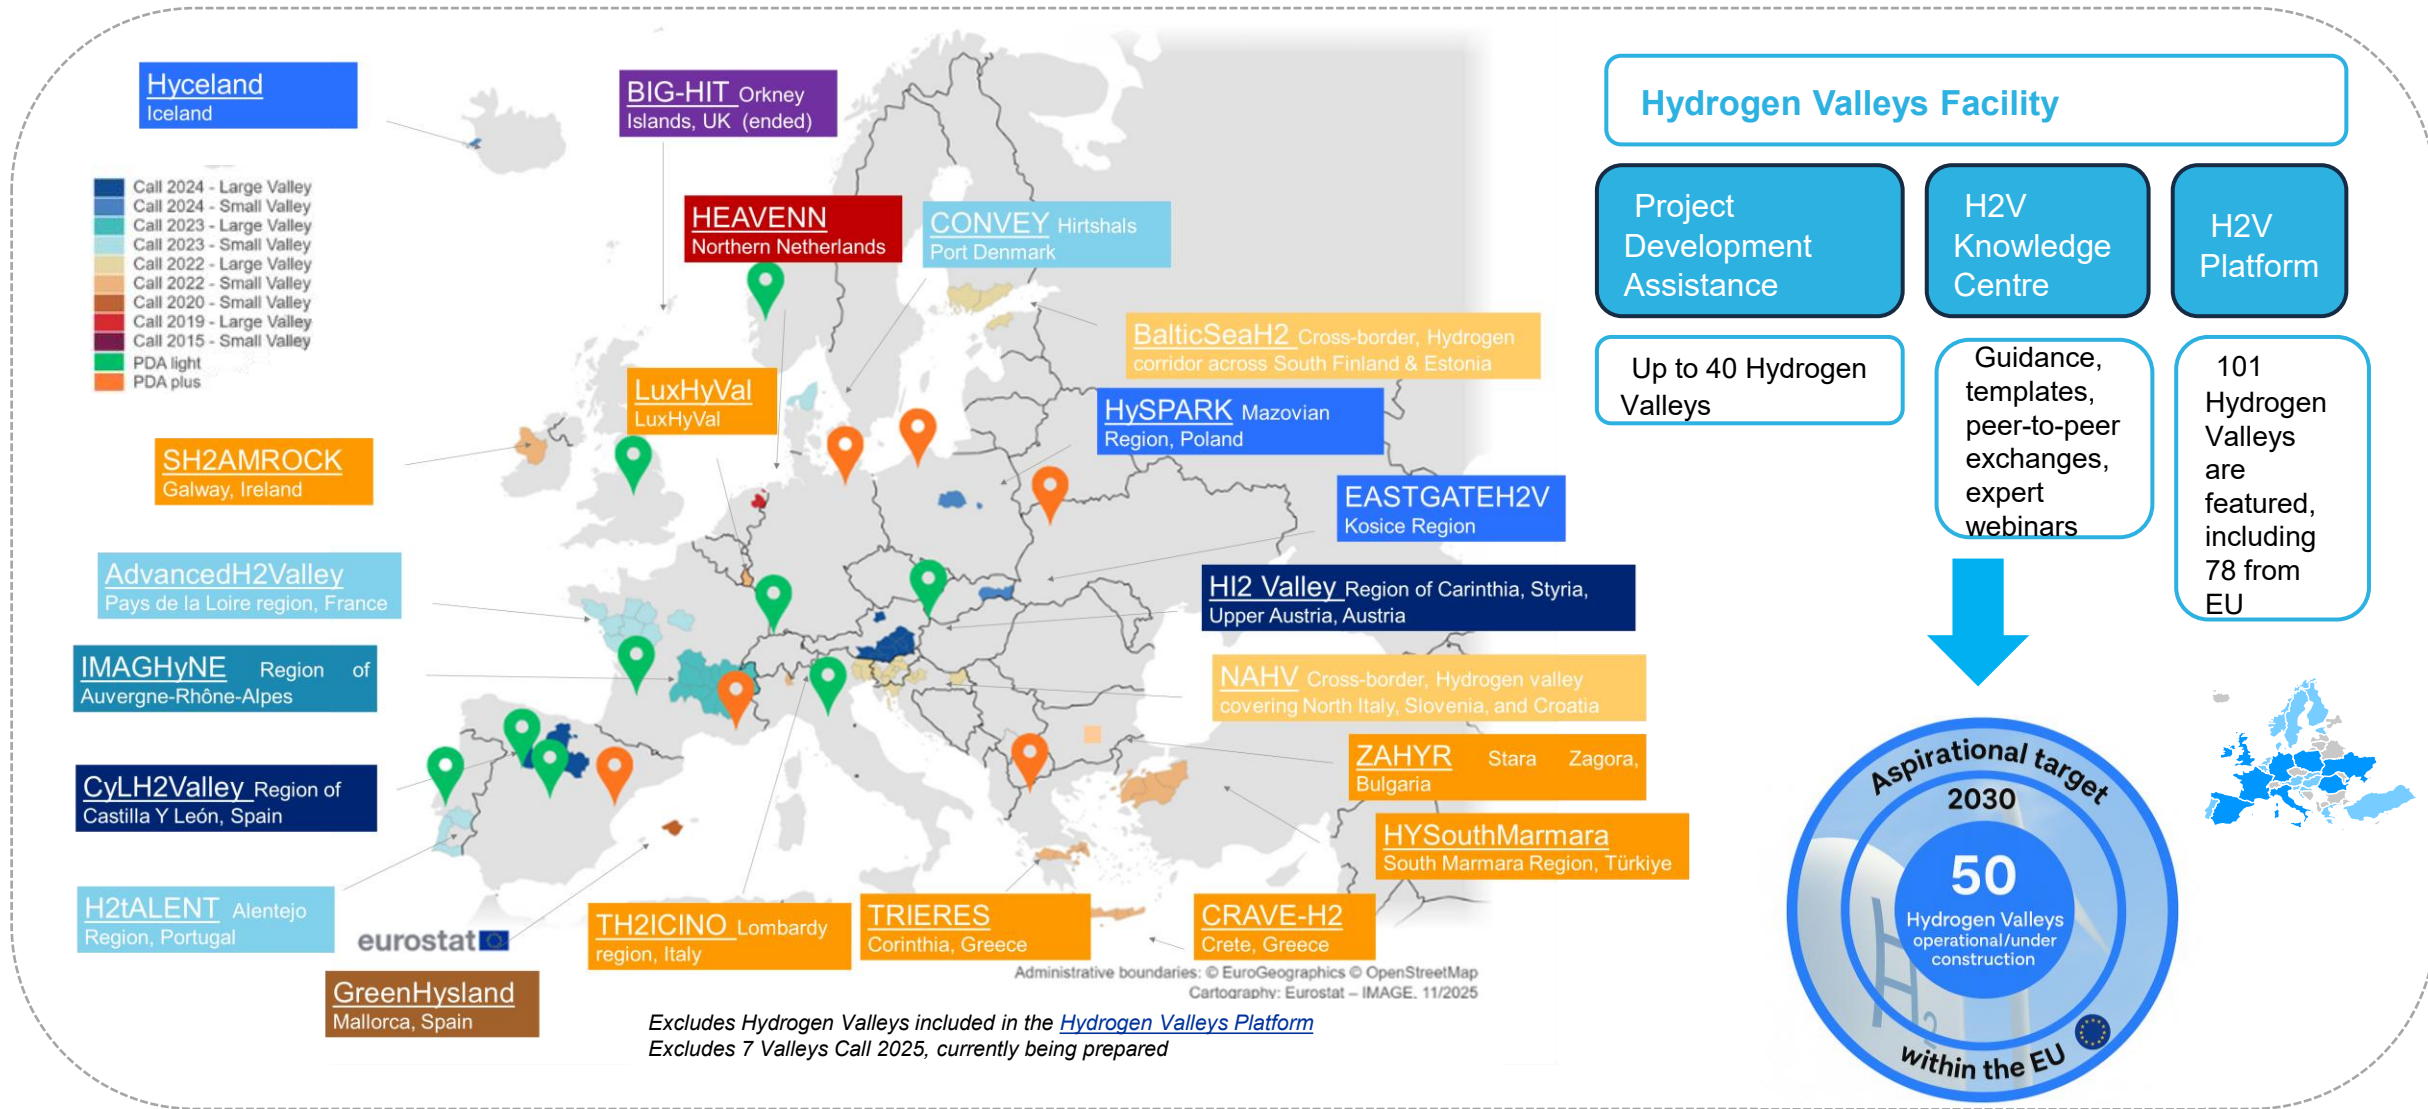 Hyceland
Iceland
BIG-HIT Orkney
Islands, UK (ended)
Call 2024 - Large Valley
Call 2024 - Small Valley
Call 2023 - Large Valley
Call 2023 - Small Valley
Call 2022 - Large Valley
Call 2022 - Small Valley
Call 2020 - Small Valley
Call 2019 - Large Valley
Call 2015 - Small Valley
PDA light
PDA plus
HEAVENN
Northern Netherlands
CONVEY Hirtshals
Port Denmark
BalticSeaH2 Cross-border, Hydrogen
corridor across South Finland & Estonia
LuxHyVal
LuxHyVal
HySPARK Mazovian
Region, Poland
SH2AMROCK
Galway, Ireland
EASTGATEH2V
Kosice Region
AdvancedH2Valley
Pays de la Loire region, France
HI2 Valley Region of Carinthia, Styria,
Upper Austria, Austria
IMAGHyNE Region of
Auvergne-Rhône-Alpes
NAHV Cross-border, Hydrogen valley
covering North Italy, Slovenia, and Croatia
CyLH2Valley Region of
Castilla Y León, Spain
ZAHYR Stara Zagora,
Bulgaria
HYSouthMarmara
South Marmara Region, Türkiye
H2tALENT Alentejo
Region, Portugal
eurostat
GreenHysland
Mallorca, Spain
TH2ICINO Lombardy
region, Italy
TRIERES
Corinthia, Greece
CRAVE-H2
Crete, Greece
Administrative boundaries: © EuroGeographics © OpenStreetMap
Cartography: Eurostat – IMAGE, 11/2025
Excludes Hydrogen Valleys included in the Hydrogen Valleys Platform
Excludes 7 Valleys Call 2025, currently being prepared
Hydrogen Valleys Facility
Project
Development
Assistance
H2V
Knowledge
Centre
H2V
Platform
Up to 40 Hydrogen
Valleys
Guidance,
templates,
peer-to-peer
exchanges,
expert
webinars
101
Hydrogen
Valleys
are
featured,
including
78 from
EU
Aspirational target
2030
50
Hydrogen Valleys
operational/under
construction
H2
within the EU